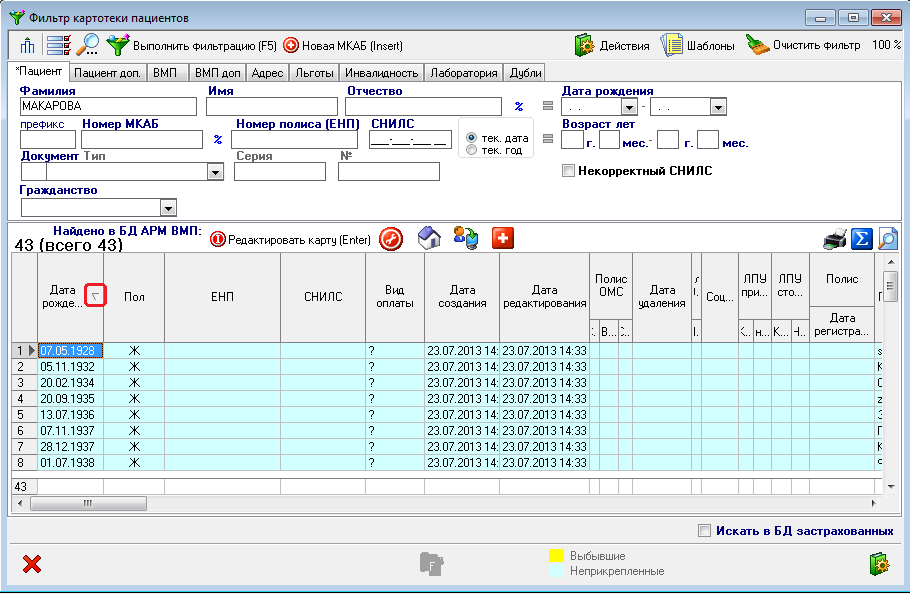 Фильтр картотеки пациентов
Выполнить фильтрацию (F5) Новая МКАБ (Insert) Действия Шаблоны Очистить фильтр 100 %
*Пациент Пациент доп. ВМП ВМП доп Адрес Льготы Инвалидность Лаборатория Дубли
Фамилия Имя Отчество Дата рождения
МАКАРОВА % = . . - . .
префикс Номер МКАБ Номер полиса (ЕНП) СНИЛС Возраст лет
% ___-___-___ __ тек. дата = г. мес.- г. мес.
тек. год
Документ Тип Серия № Некорректный СНИЛС
Гражданство
Найдено в БД АРМ ВМП:
43 (всего 43) Редактировать карту (Enter)
Дата рожде... Пол ЕНП СНИЛС Вид оплаты Дата создания Дата редактирования Полис ОМС Дата удаления Соц... ЛПУ при... ЛПУ сто... Полис
В... К... Н... К... Дата регистра...
1 07.05.1928 Ж ? 23.07.2013 14: 23.07.2013 14:33
2 05.11.1932 Ж ? 23.07.2013 14: 23.07.2013 14:33
3 20.02.1934 Ж ? 23.07.2013 14: 23.07.2013 14:33
4 20.09.1935 Ж ? 23.07.2013 14: 23.07.2013 14:33
5 13.07.1936 Ж ? 23.07.2013 14: 23.07.2013 14:33
6 07.11.1937 Ж ? 23.07.2013 14: 23.07.2013 14:33
7 28.12.1937 Ж ? 23.07.2013 14: 23.07.2013 14:33
8 01.07.1938 Ж ? 23.07.2013 14: 23.07.2013 14:33
43
Искать в БД застрахованных
Выбывшие
Неприкрепленные